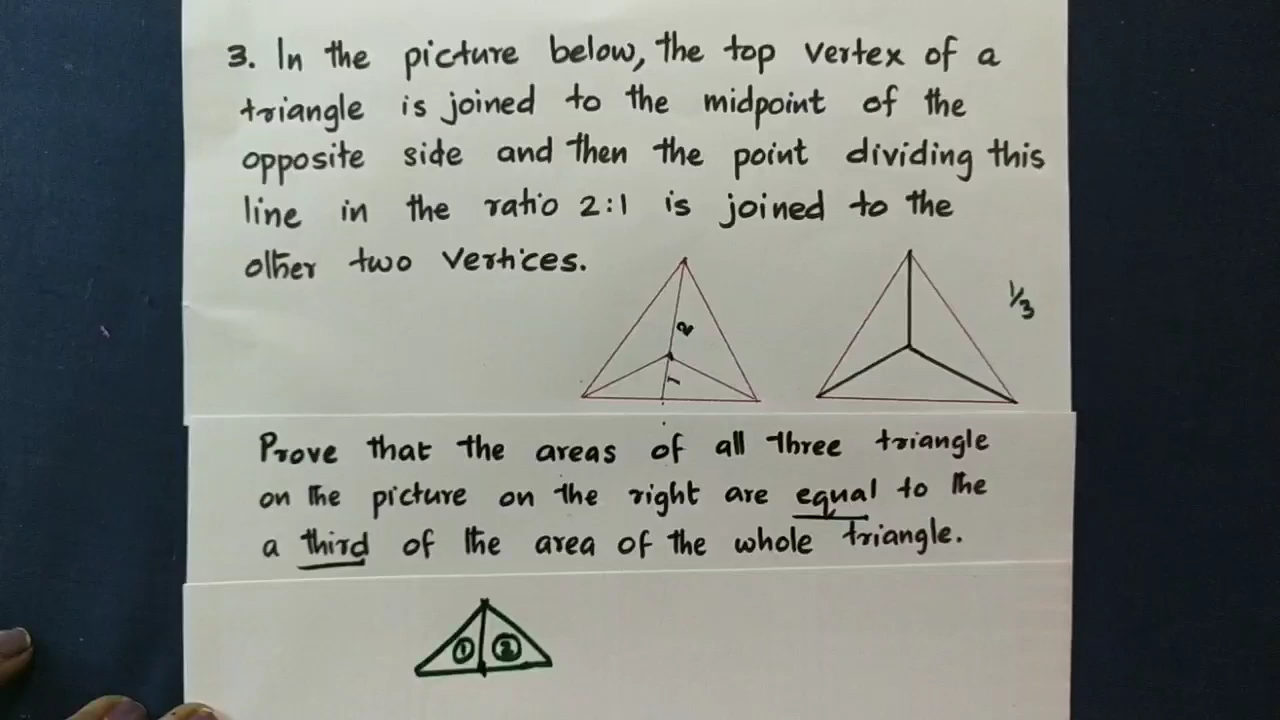 3. In the picture below, the top vertex of a
triangle is joined to the midpoint of the
opposite side and then the point dividing this
line in the ratio 2:1 is joined to the
other two vertices.
2
1
1/3
Prove that the areas of all three triangle
on the picture on the right are equal to the
a third of the area of the whole triangle.
① ②